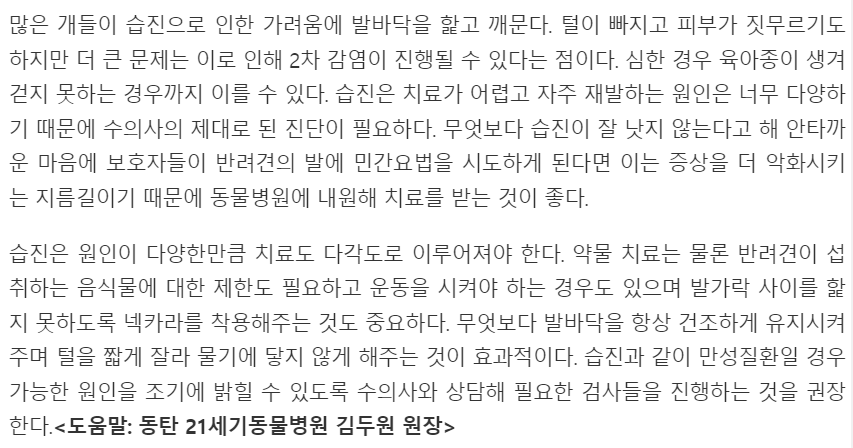 많은 개들이 습진으로 인한 가려움에 발바닥을 핥고 깨문다. 털이 빠지고 피부가 짓무르기도
하지만 더 큰 문제는 이로 인해 2차 감염이 진행될 수 있다는 점이다. 심한 경우 육아종이 생겨
걷지 못하는 경우까지 이를 수 있다. 습진은 치료가 어렵고 자주 재발하는 원인은 너무 다양하
기 때문에 수의사의 제대로 된 진단이 필요하다. 무엇보다 습진이 잘 낫지 않는다고 해 안타까
운 마음에 보호자들이 반려견의 발에 민간요법을 시도하게 된다면 이는 증상을 더 악화시키
는 지름길이기 때문에 동물병원에 내원해 치료를 받는 것이 좋다.
습진은 원인이 다양한만큼 치료도 다각도로 이루어져야 한다. 약물 치료는 물론 반려견이 섭
취하는 음식물에 대한 제한도 필요하고 운동을 시켜야 하는 경우도 있으며 발가락 사이를 핥
지 못하도록 넥카라를 착용해주는 것도 중요하다. 무엇보다 발바닥을 항상 건조하게 유지시켜
주며 털을 짧게 잘라 물기에 닿지 않게 해주는 것이 효과적이다. 습진과 같이 만성질환일 경우
가능한 원인을 조기에 밝힐 수 있도록 수의사와 상담해 필요한 검사들을 진행하는 것을 권장
한다.<도움말: 동탄 21세기동물병원 김두원 원장>